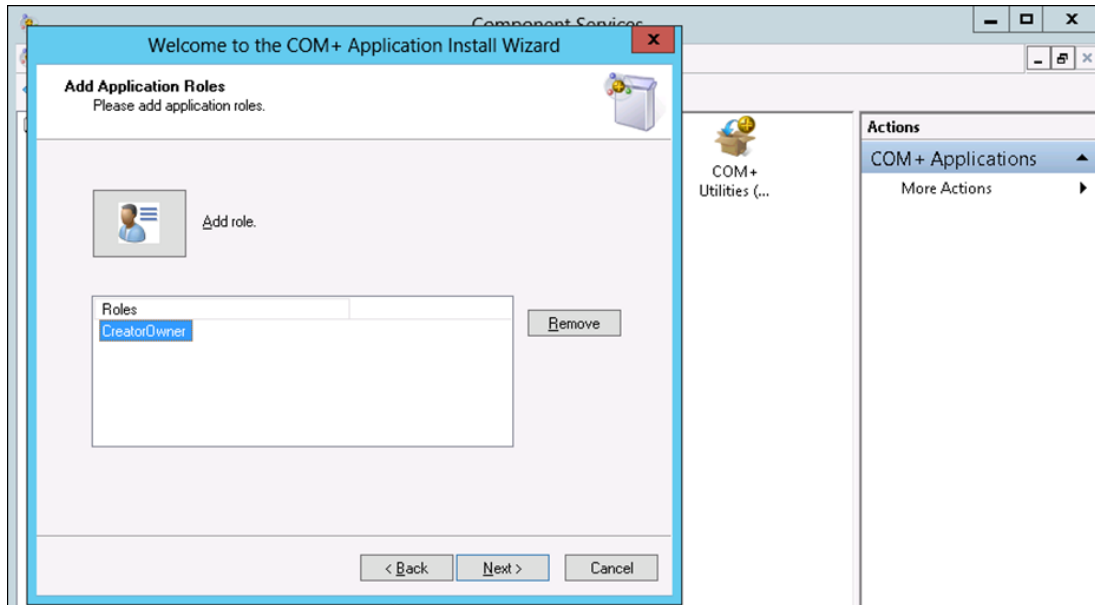 Component Services
Welcome to the COM+ Application Install Wizard
x
Add Application Roles
Please add application roles.
Add role.
Roles
CreatorOwner
Remove
< Back
Next >
Cancel
COM+
Utilities (...
Actions
COM+ Applications
More Actions